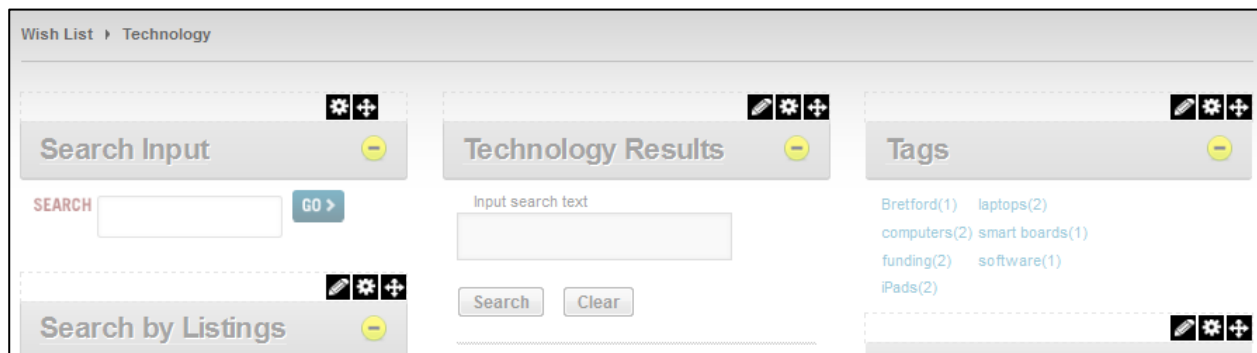 Wish List Technology
Search Input
SEARCH
GO >
Search by Listings
Technology Results
Input search text
Search Clear
Tags
Bretford(1) laptops(2)
computers(2) smart boards(1)
funding(2) software(1)
iPads(2)